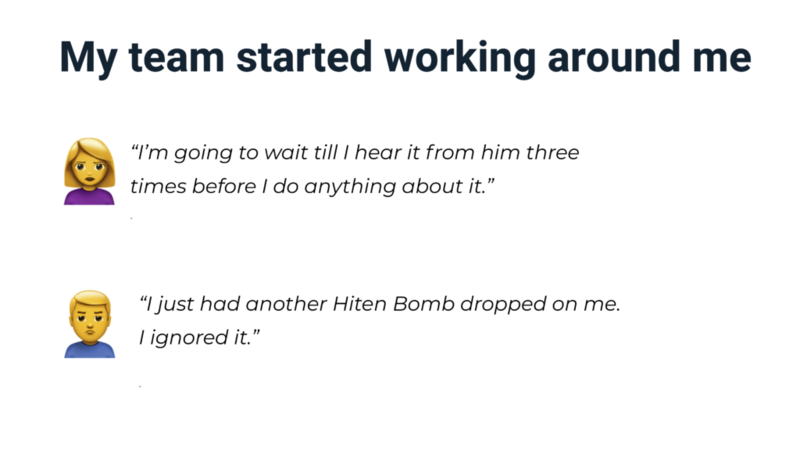 My team started working around me
“I’m going to wait till I hear it from him three
times before I do anything about it.”
.
“I just had another Hiten Bomb dropped on me.
I ignored it.”
.